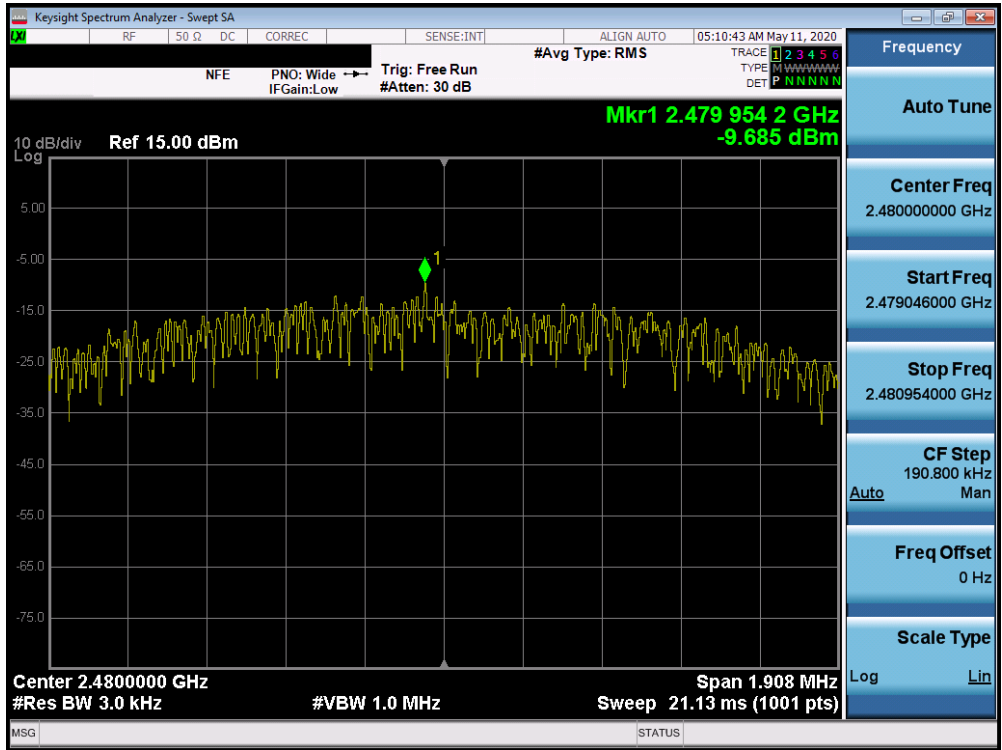 Keysight Spectrum Analyzer - Swept SA
LXI RF 50 Ω DC CORREC SENSE:INT ALIGN AUTO 05:10:43 AM May 11, 2020
NFE PNO: Wide Trig: Free Run #Avg Type: RMS TRACE 1 2 3 4 5 6
IFGain:Low #Atten: 30 dB TYPE M WWWWW
DET P N N N N N
Mkr1 2.479 954 2 GHz
-9.685 dBm
10 dB/div Ref 15.00 dBm
Log
5.00
-5.00
1
-15.0
-25.0
-35.0
-45.0
-55.0
-65.0
-75.0
Center 2.4800000 GHz Span 1.908 MHz
#Res BW 3.0 kHz #VBW 1.0 MHz Sweep 21.13 ms (1001 pts)
MSG STATUS
Frequency
Auto Tune
Center Freq
2.480000000 GHz
Start Freq
2.479046000 GHz
Stop Freq
2.480954000 GHz
CF Step
190.800 kHz
Auto Man
Freq Offset
0 Hz
Scale Type
Log Lin